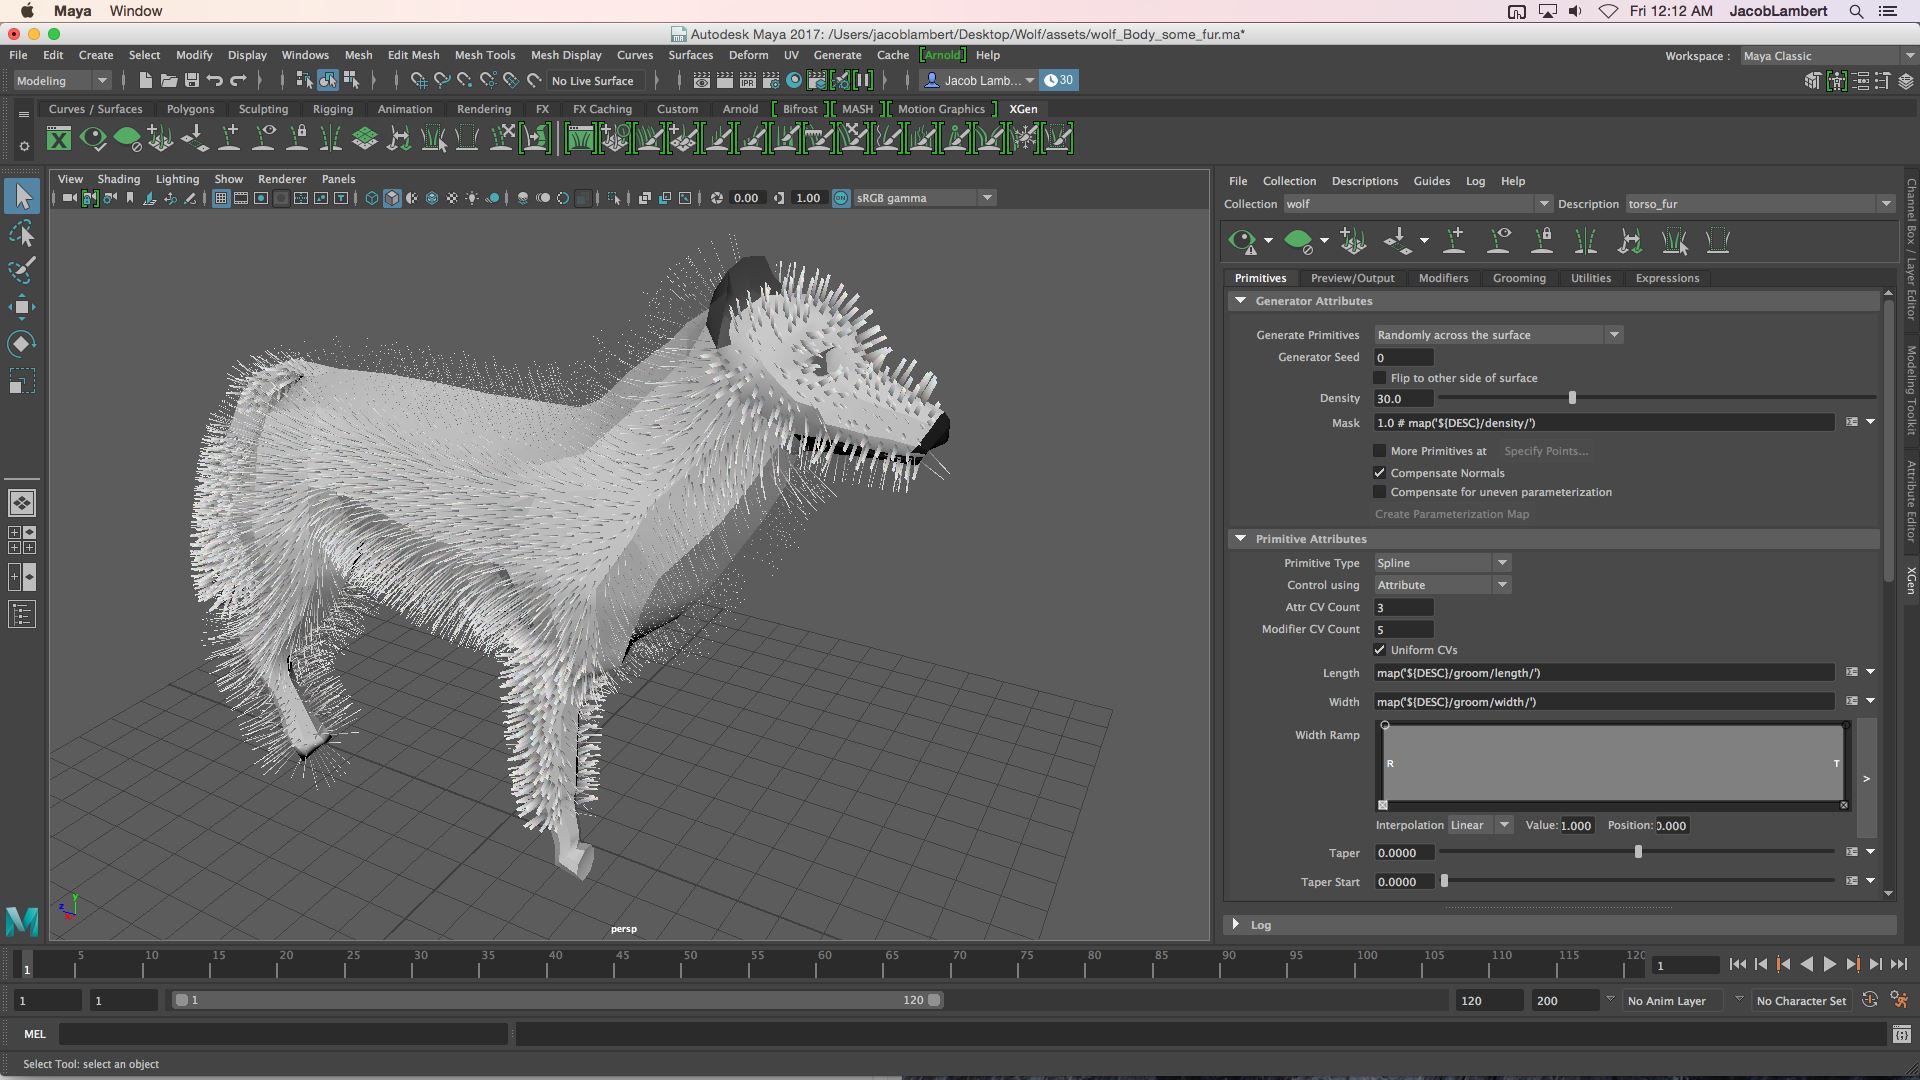 Maya Window Fri 12:12 AM JacobLambert
Autodesk Maya 2017: /Users/jacoblambert/Desktop/Wolf/assets/wolf_Body_some_fur.ma*
File Edit Create Select Modify Display Windows Mesh Edit Mesh Mesh Tools Mesh Display Curves Surfaces Deform UV Generate Cache [Arnold] Help Workspace : Maya Classic
Modeling No Live Surface IPR Jacob Lamb... 30
Curves / Surfaces Polygons Sculpting Rigging Animation Rendering FX FX Caching Custom Arnold [ Bifrost ][ MASH ][ Motion Graphics ] XGen
View Shading Lighting Show Renderer Panels
0.00 1.00 ON sRGB gamma
persp
y
z
File Collection Descriptions Guides Log Help
Collection wolf Description torso_fur
Primitives Preview/Output Modifiers Grooming Utilities Expressions
Generator Attributes
Generate Primitives Randomly across the surface
Generator Seed 0
Flip to other side of surface
Density 30.0
Mask 1.0 # map('${DESC}/density/')
More Primitives at Specify Points...
Compensate Normals
Compensate for uneven parameterization
Create Parameterization Map
Primitive Attributes
Primitive Type Spline
Control using Attribute
Attr CV Count 3
Modifier CV Count 5
Uniform CVs
Length map('${DESC}/groom/length/')
Width map('${DESC}/groom/width/')
Width Ramp
R T
>
Interpolation Linear Value: 1.000 Position: 0.000
Taper 0.0000
Taper Start 0.0000
Log
Channel Box / Layer Editor
Modeling Toolkit
Attribute Editor
XGen
5 10 15 20 25 30 35 40 45 50 55 60 65 70 75 80 85 90 95 100 105 110 115 120
1 1
1 1 1 120 120 200 No Anim Layer No Character Set
MEL
Select Tool: select an object